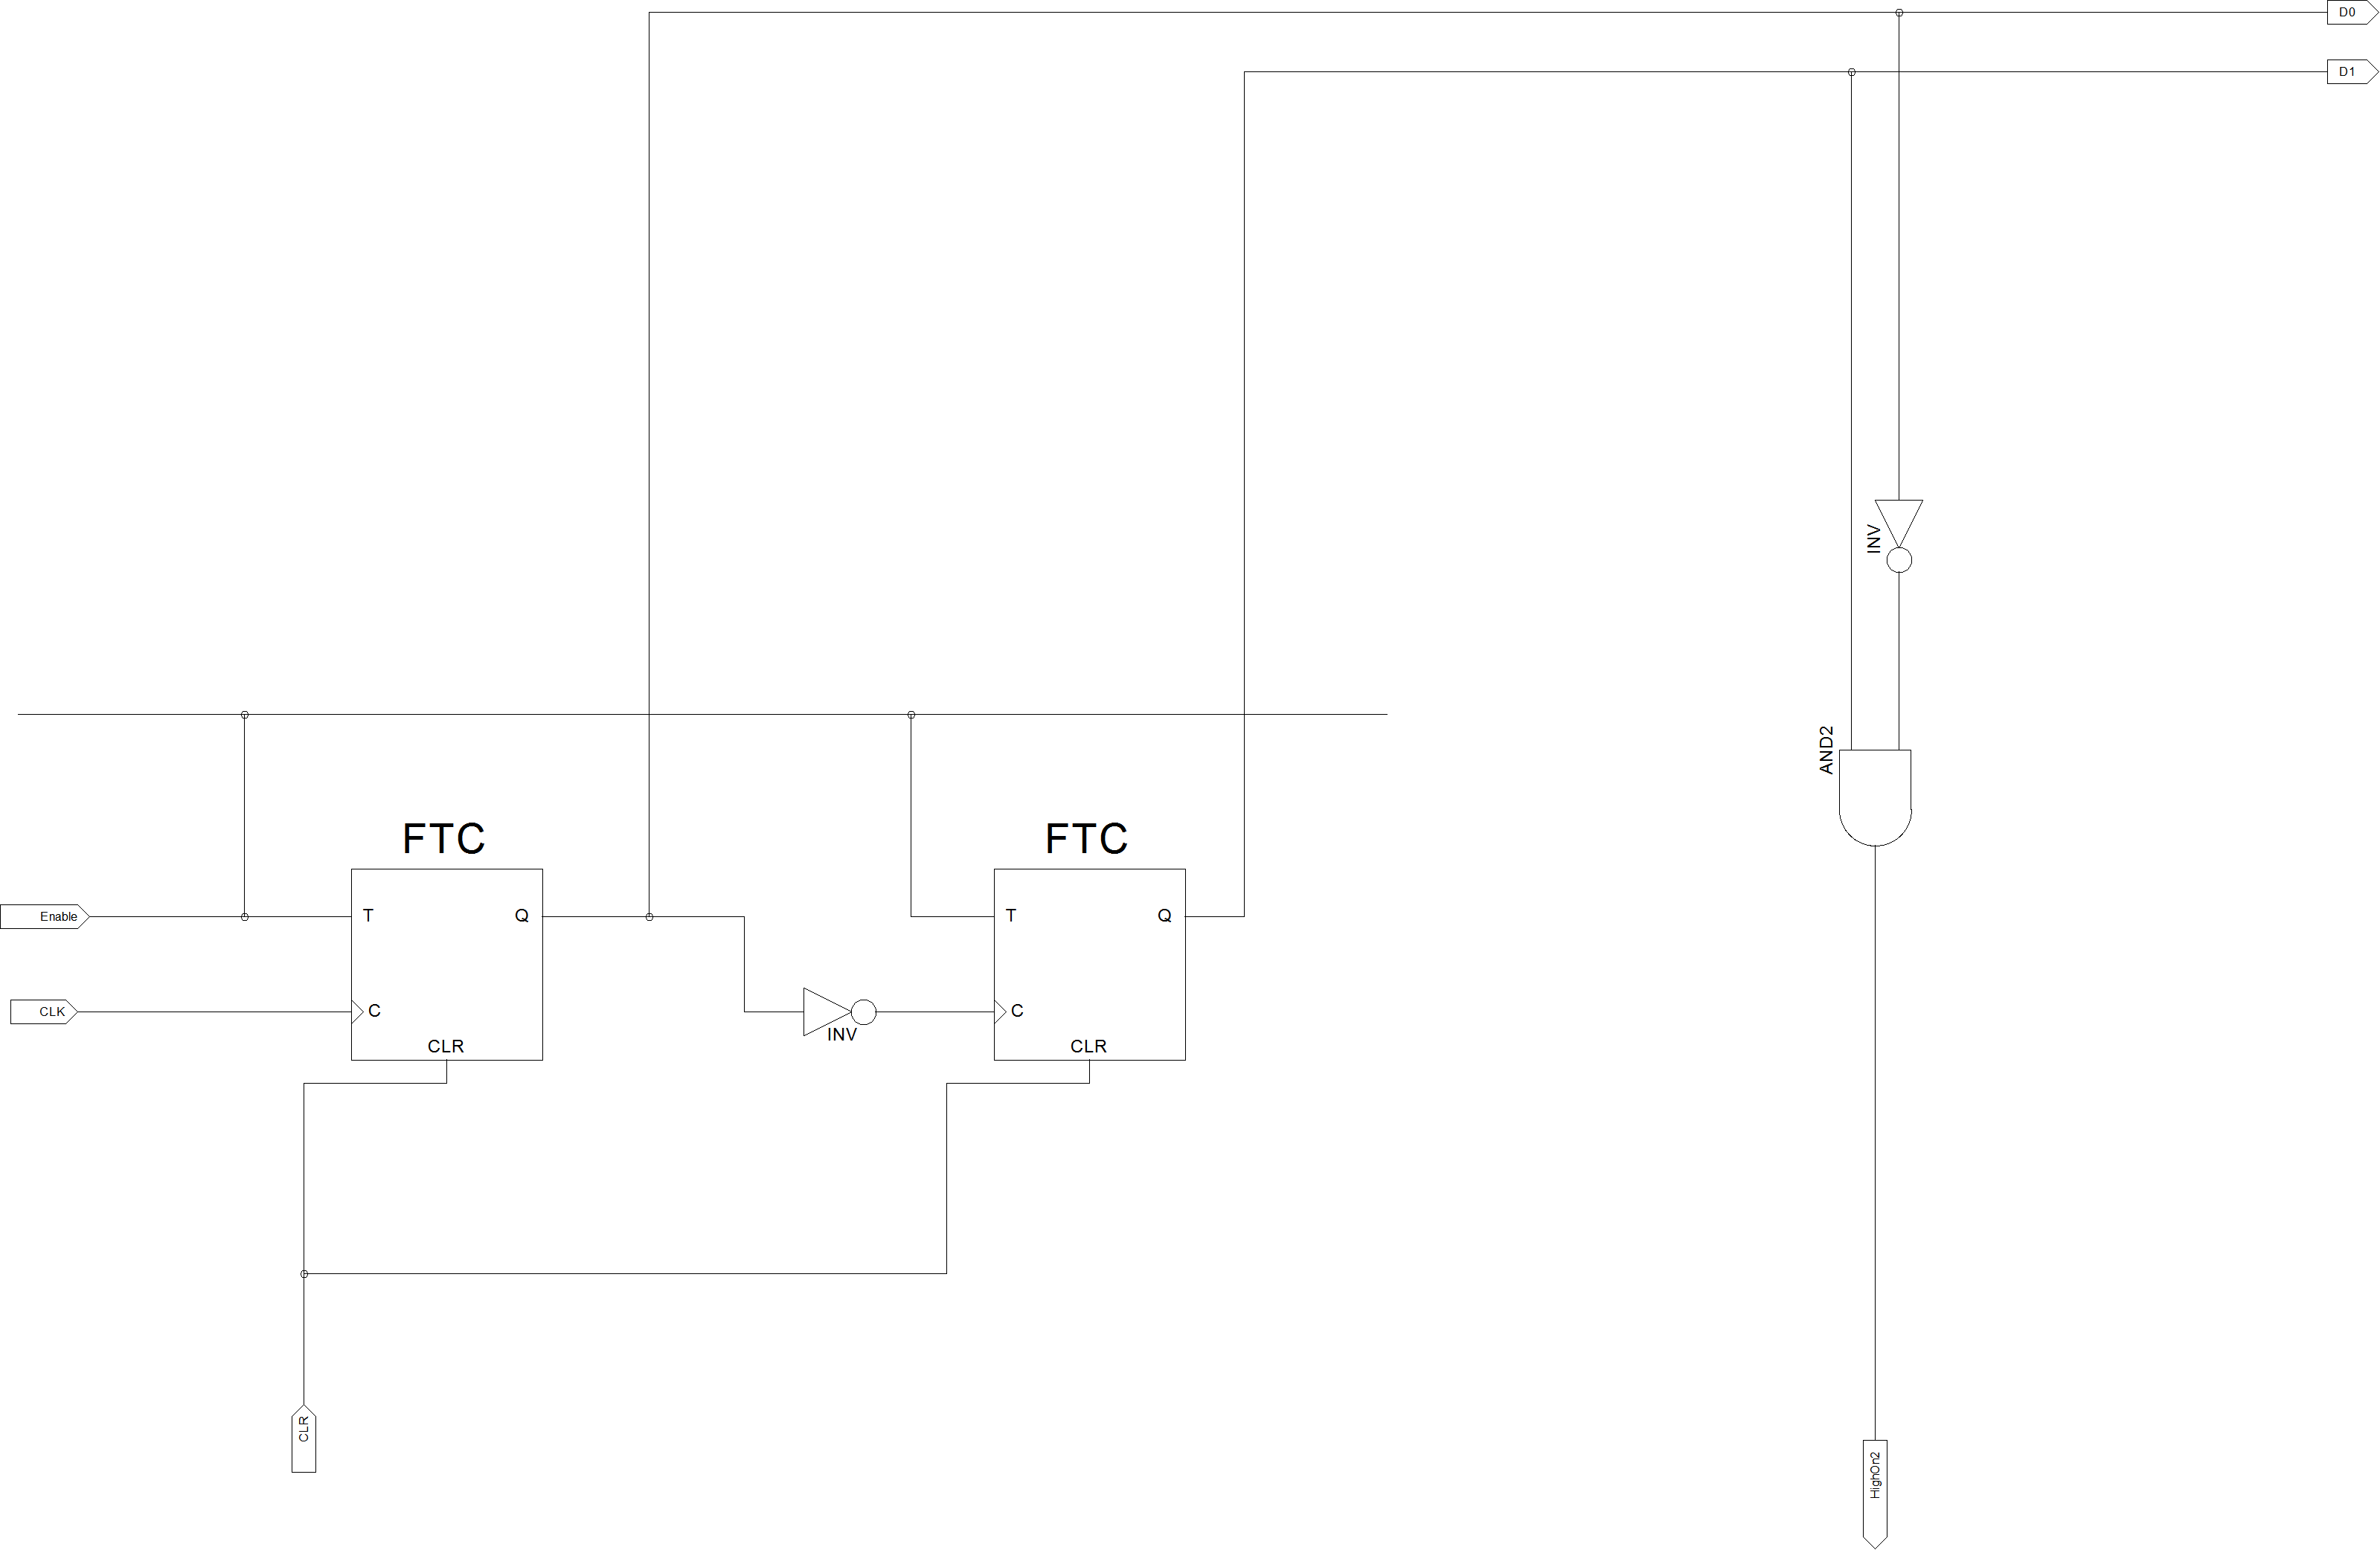 D0
D1
INV
AND2
FTC
FTC
Enable
T
Q
T
Q
CLK
C
C
INV
CLR
CLR
CLR
HighOn2